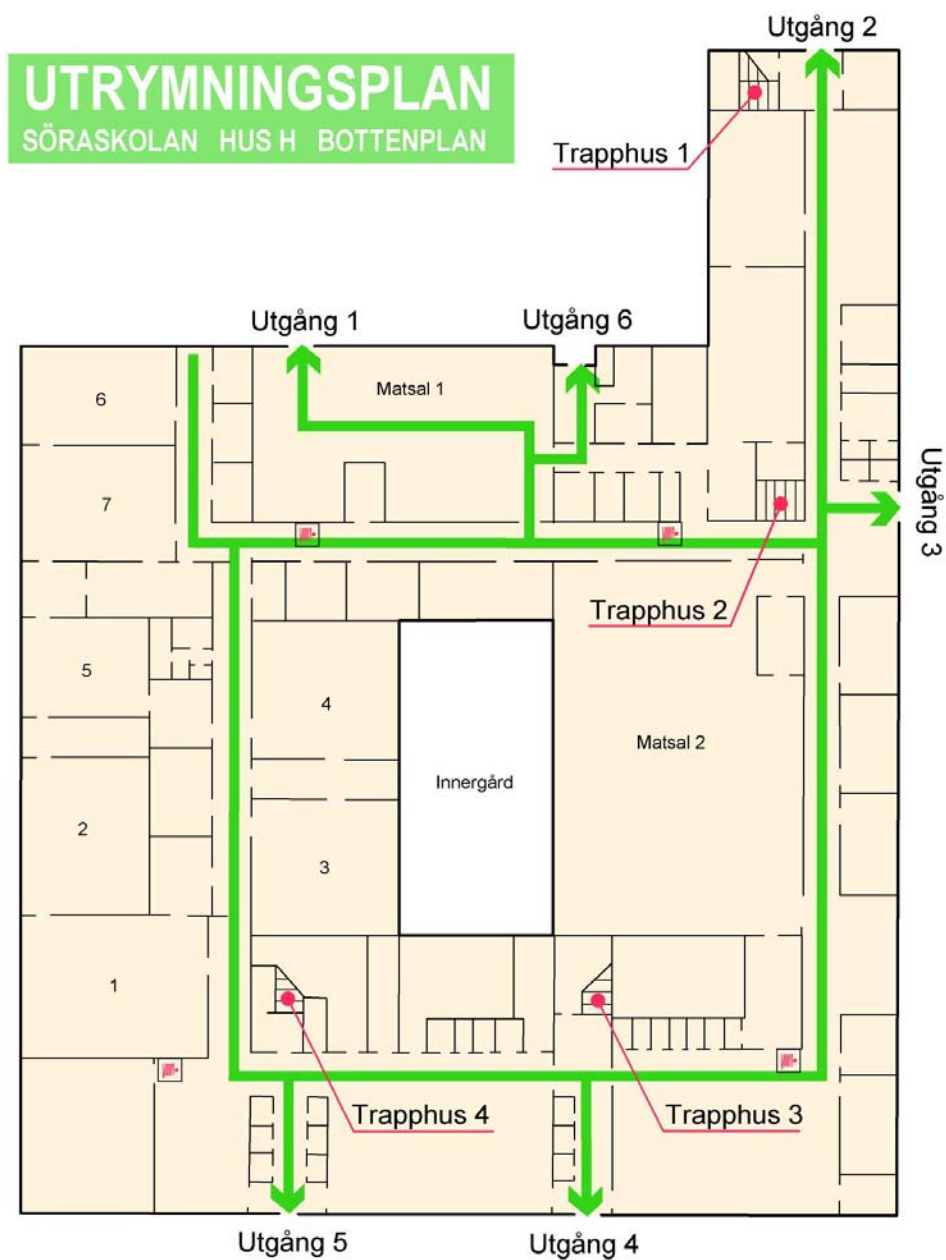 Utgång 2
UTRYMNINGSPLAN
SÖRASKOLAN HUS H BOTTENPLAN
Trapphus 1
Utgång 1
Utgång 6
Matsal 1
6
7
Utgång 3
Trapphus 2
5
4
Matsal 2
Innergård
2
3
1
Trapphus 4
Trapphus 3
Utgång 5
Utgång 4